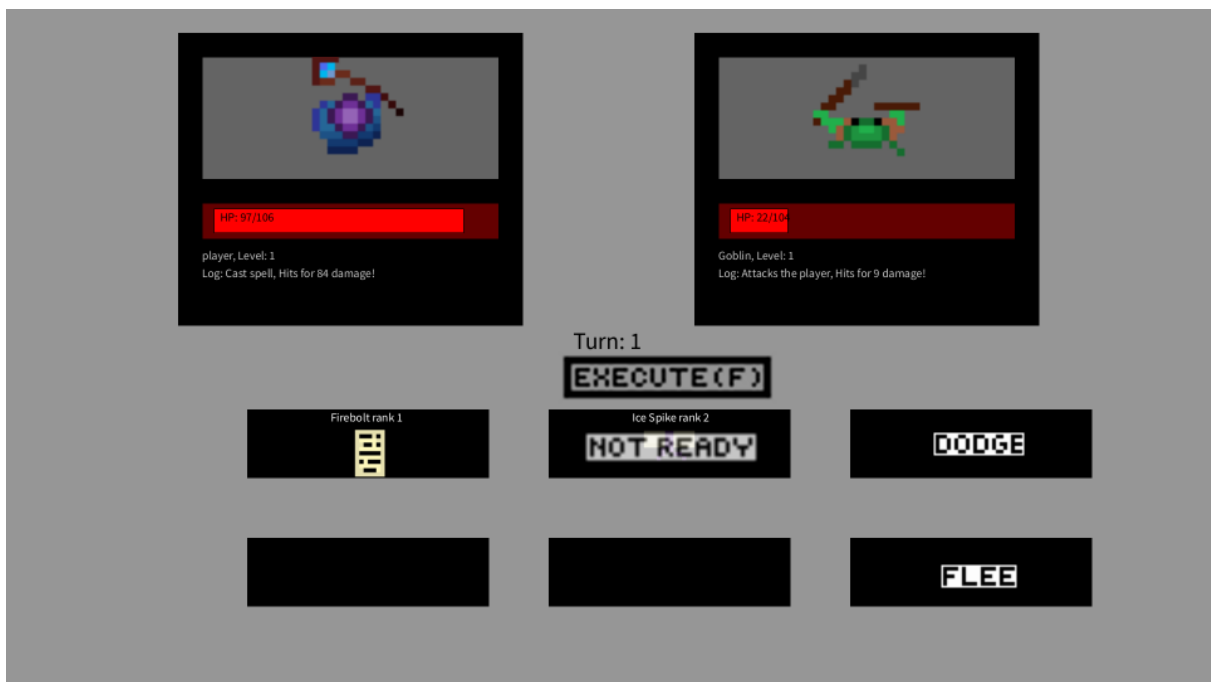 HP: 97/106
player, Level: 1
Log: Cast spell, Hits for 84 damage!
HP: 22/104
Goblin, Level: 1
Log: Attacks the player, Hits for 9 damage!
Turn: 1
EXECUTE(F)
Firebolt rank 1
Ice Spike rank 2
NOT READY
DODGE
FLEE